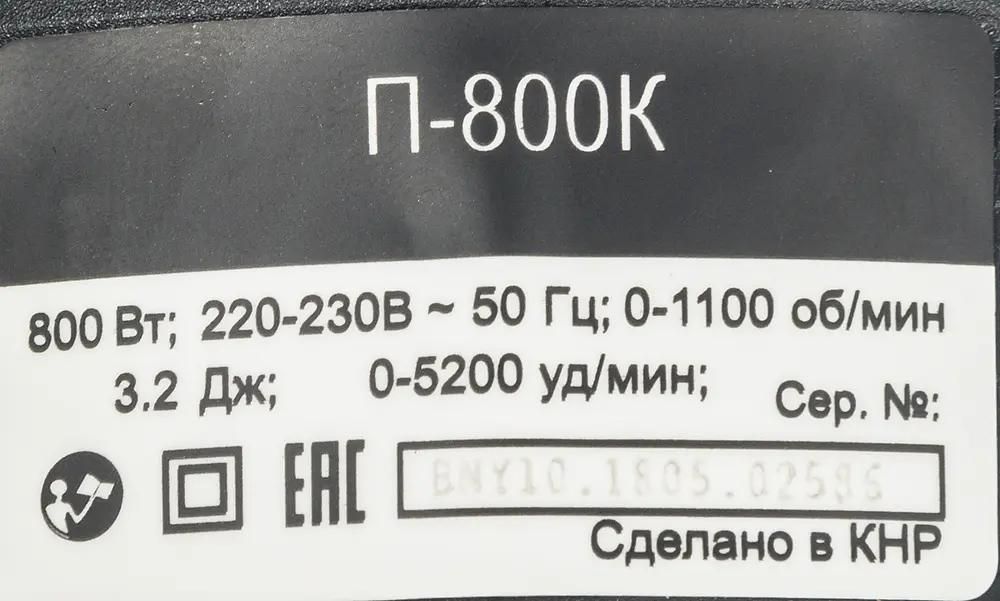 П-800К
800 Вт; 220-230В ~ 50 Гц; 0-1100 об/мин
3.2 Дж; 0-5200 уд/мин; Сер. №:
EAC
BNY10.1805.02536
Сделано в КНР